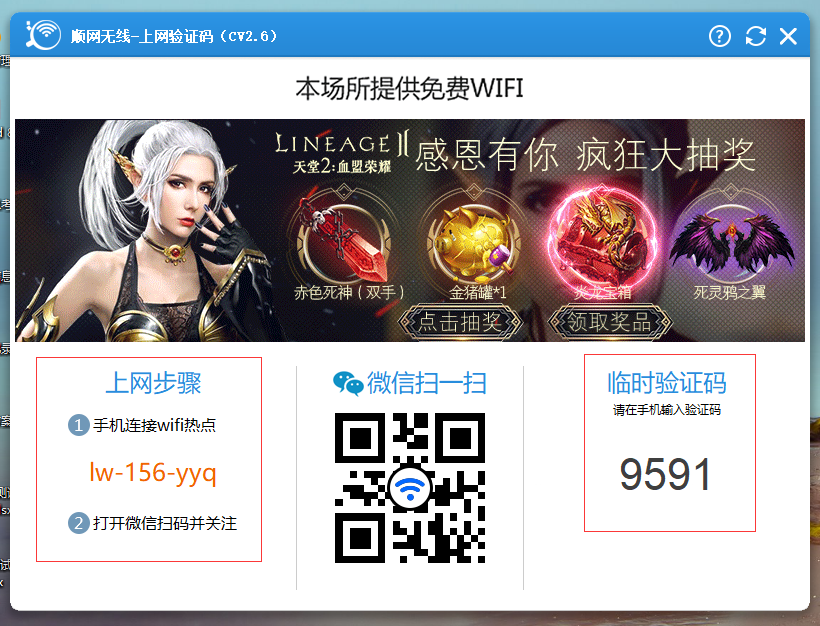 顺网无线-上网验证码（CV2.6）
本场所提供免费WIFI
LINEAGE II
天堂2:血盟荣耀
感恩有你 疯狂大抽奖
赤色死神（双手）
金猪罐*1
炎龙宝箱
死灵鸦之翼
点击抽奖
领取奖品
上网步骤
1 手机连接wifi热点
lw-156-yyq
2 打开微信扫码并关注
微信扫一扫
临时验证码
请在手机输入验证码
9591